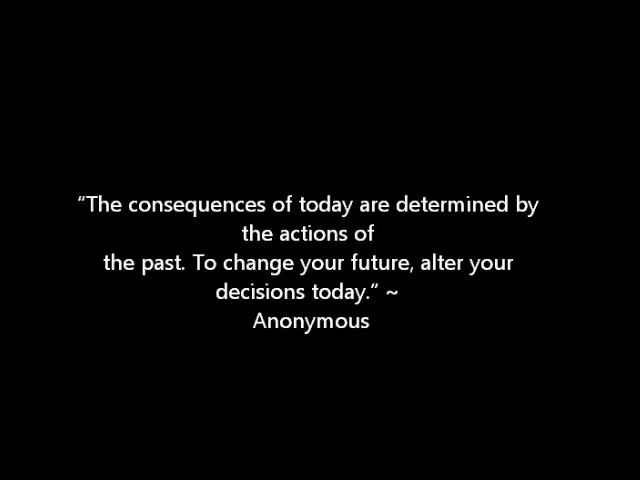 “The consequences of today are determined by
the actions of
the past. To change your future, alter your
decisions today.” ~
Anonymous